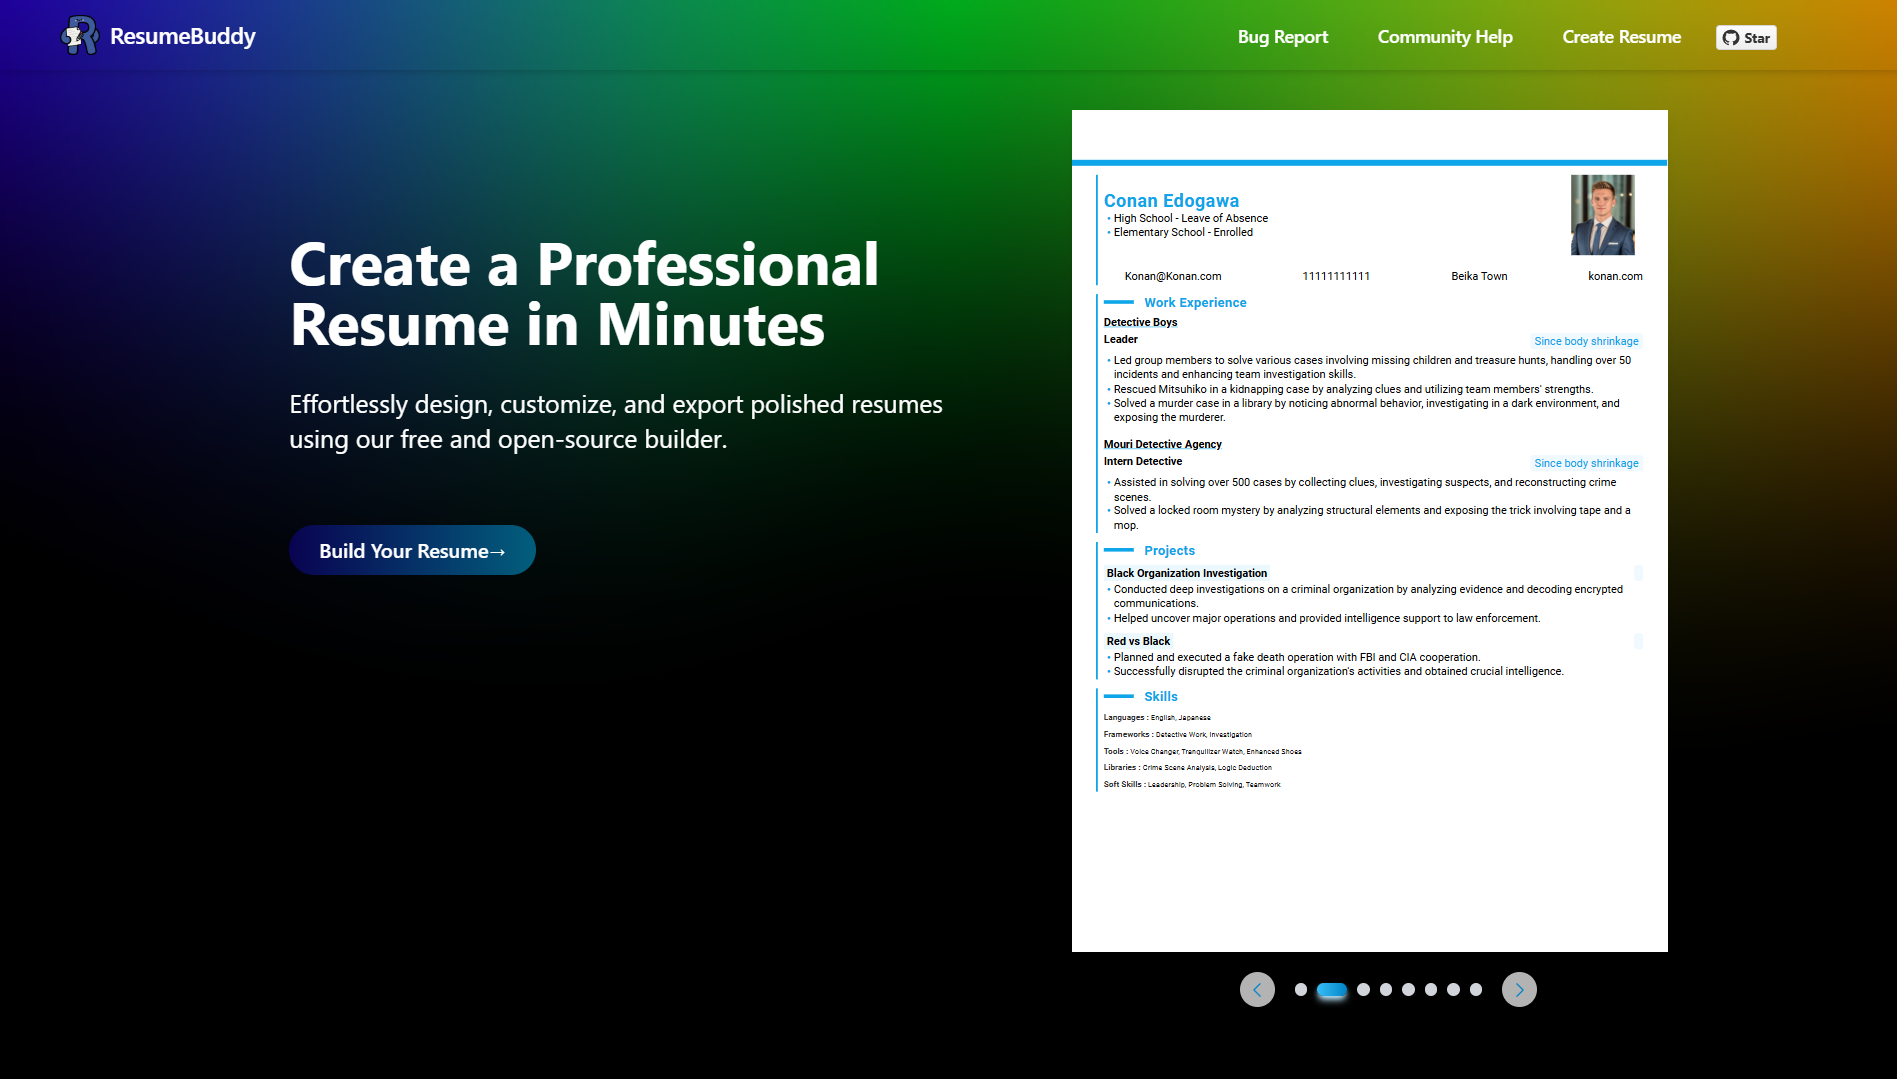 ResumeBuddy
Bug Report
Community Help
Create Resume
Star
Create a Professional
Resume in Minutes
Effortlessly design, customize, and export polished resumes
using our free and open-source builder.
Build Your Resume→
Conan Edogawa
• High School - Leave of Absence
• Elementary School - Enrolled
Konan@Konan.com 11111111111 Beika Town konan.com
Work Experience
Detective Boys
Leader Since body shrinkage
• Led group members to solve various cases involving missing children and treasure hunts, handling over 50
incidents and enhancing team investigation skills.
• Rescued Mitsuhiko in a kidnapping case by analyzing clues and utilizing team members' strengths.
• Solved a murder case in a library by noticing abnormal behavior, investigating in a dark environment, and
exposing the murderer.
Mouri Detective Agency
Intern Detective Since body shrinkage
• Assisted in solving over 500 cases by collecting clues, investigating suspects, and reconstructing crime
scenes.
• Solved a locked room mystery by analyzing structural elements and exposing the trick involving tape and a
mop.
Projects
Black Organization Investigation
• Conducted deep investigations on a criminal organization by analyzing evidence and decoding encrypted
communications.
• Helped uncover major operations and provided intelligence support to law enforcement.
Red vs Black
• Planned and executed a fake death operation with FBI and CIA cooperation.
• Successfully disrupted the criminal organization's activities and obtained crucial intelligence.
Skills
Languages : English, Japanese
Frameworks : Detective Work, Investigation
Tools : Voice Changer, Tranquilizer Watch, Enhanced Shoes
Libraries : Crime Scene Analysis, Logic Deduction
Soft Skills : Leadership, Problem Solving, Teamwork